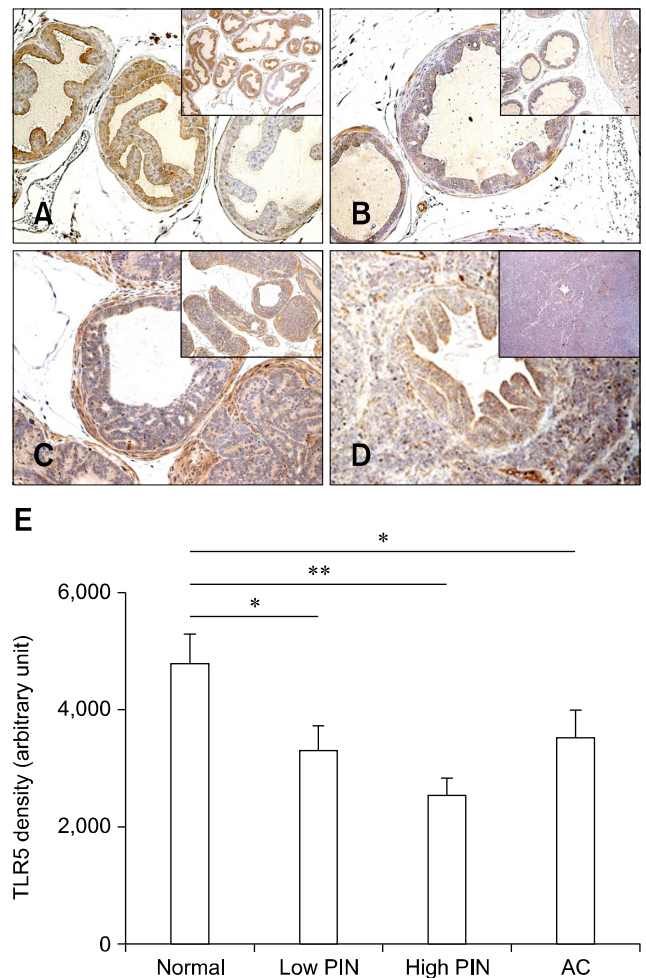 A
B
C
D
E
*
**
*
6,000
4,000
2,000
0
TLR5 density (arbitrary unit)
Normal
Low PIN
High PIN
AC